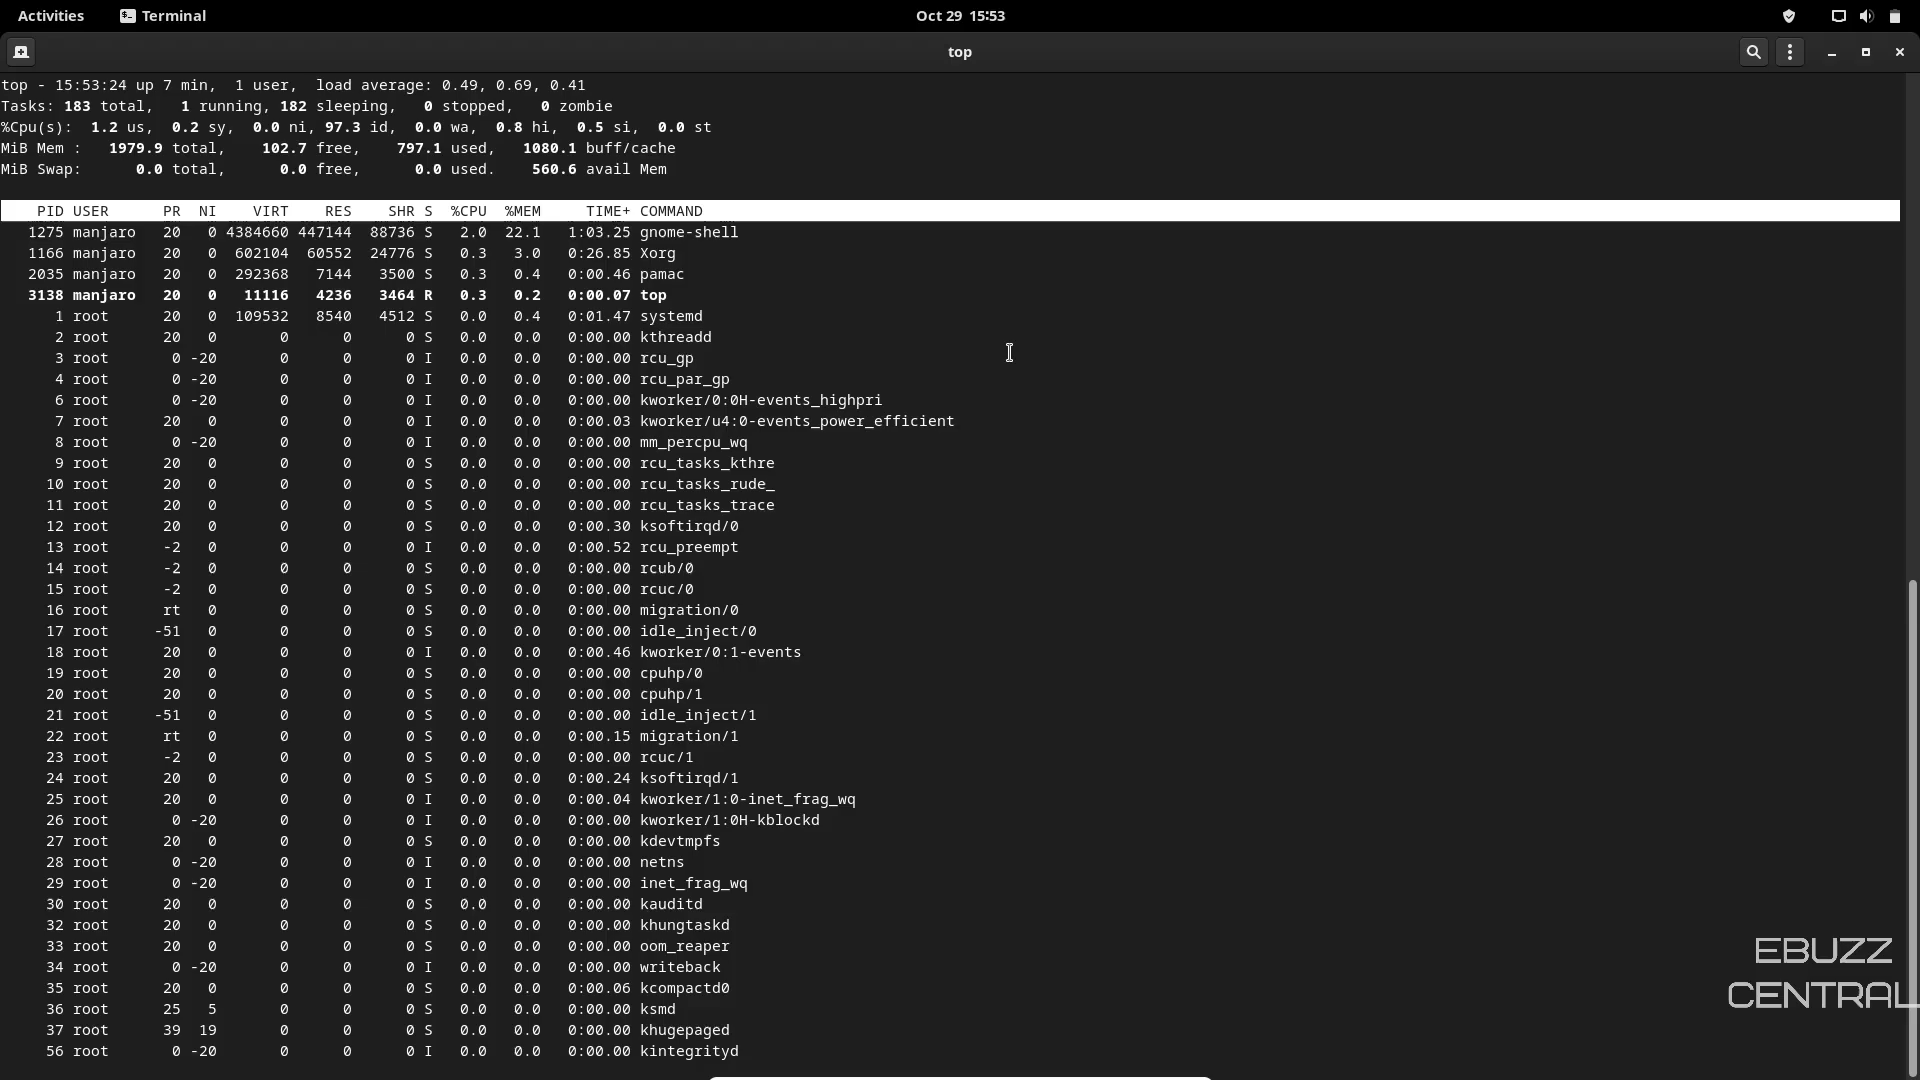 Activities Terminal Oct 29 15:53
top
top - 15:53:24 up 7 min, 1 user, load average: 0.49, 0.69, 0.41
Tasks: 183 total, 1 running, 182 sleeping, 0 stopped, 0 zombie
%Cpu(s): 1.2 us, 0.2 sy, 0.0 ni, 97.3 id, 0.0 wa, 0.8 hi, 0.5 si, 0.0 st
MiB Mem : 1979.9 total, 102.7 free, 797.1 used, 1080.1 buff/cache
MiB Swap: 0.0 total, 0.0 free, 0.0 used. 560.6 avail Mem
PID USER PR NI VIRT RES SHR S %CPU %MEM TIME+ COMMAND
1275 manjaro 20 0 4384660 447144 88736 S 2.0 22.1 1:03.25 gnome-shell
1166 manjaro 20 0 602104 60552 24776 S 0.3 3.0 0:26.85 Xorg
2035 manjaro 20 0 292368 7144 3500 S 0.3 0.4 0:00.46 pamac
3138 manjaro 20 0 11116 4236 3464 R 0.3 0.2 0:00.07 top
1 root 20 0 109532 8540 4512 S 0.0 0.4 0:01.47 systemd
2 root 20 0 0 0 0 S 0.0 0.0 0:00.00 kthreadd
3 root 0 -20 0 0 0 I 0.0 0.0 0:00.00 rcu_gp
4 root 0 -20 0 0 0 I 0.0 0.0 0:00.00 rcu_par_gp
6 root 0 -20 0 0 0 I 0.0 0.0 0:00.00 kworker/0:0H-events_highpri
7 root 20 0 0 0 0 I 0.0 0.0 0:00.03 kworker/u4:0-events_power_efficient
8 root 0 -20 0 0 0 I 0.0 0.0 0:00.00 mm_percpu_wq
9 root 20 0 0 0 0 S 0.0 0.0 0:00.00 rcu_tasks_kthre
10 root 20 0 0 0 0 S 0.0 0.0 0:00.00 rcu_tasks_rude_
11 root 20 0 0 0 0 S 0.0 0.0 0:00.00 rcu_tasks_trace
12 root 20 0 0 0 0 S 0.0 0.0 0:00.30 ksoftirqd/0
13 root -2 0 0 0 0 I 0.0 0.0 0:00.52 rcu_preempt
14 root -2 0 0 0 0 S 0.0 0.0 0:00.00 rcub/0
15 root -2 0 0 0 0 S 0.0 0.0 0:00.00 rcuc/0
16 root rt 0 0 0 0 S 0.0 0.0 0:00.00 migration/0
17 root -51 0 0 0 0 S 0.0 0.0 0:00.00 idle_inject/0
18 root 20 0 0 0 0 I 0.0 0.0 0:00.46 kworker/0:1-events
19 root 20 0 0 0 0 S 0.0 0.0 0:00.00 cpuhp/0
20 root 20 0 0 0 0 S 0.0 0.0 0:00.00 cpuhp/1
21 root -51 0 0 0 0 S 0.0 0.0 0:00.00 idle_inject/1
22 root rt 0 0 0 0 S 0.0 0.0 0:00.15 migration/1
23 root -2 0 0 0 0 S 0.0 0.0 0:00.00 rcuc/1
24 root 20 0 0 0 0 S 0.0 0.0 0:00.24 ksoftirqd/1
25 root 20 0 0 0 0 I 0.0 0.0 0:00.04 kworker/1:0-inet_frag_wq
26 root 0 -20 0 0 0 I 0.0 0.0 0:00.00 kworker/1:0H-kblockd
27 root 20 0 0 0 0 S 0.0 0.0 0:00.00 kdevtmpfs
28 root 0 -20 0 0 0 I 0.0 0.0 0:00.00 netns
29 root 0 -20 0 0 0 I 0.0 0.0 0:00.00 inet_frag_wq
30 root 20 0 0 0 0 S 0.0 0.0 0:00.00 kauditd
32 root 20 0 0 0 0 S 0.0 0.0 0:00.00 khungtaskd
33 root 20 0 0 0 0 S 0.0 0.0 0:00.00 oom_reaper
34 root 0 -20 0 0 0 I 0.0 0.0 0:00.00 writeback
35 root 20 0 0 0 0 S 0.0 0.0 0:00.06 kcompactd0
36 root 25 5 0 0 0 S 0.0 0.0 0:00.00 ksmd
37 root 39 19 0 0 0 S 0.0 0.0 0:00.00 khugepaged
56 root 0 -20 0 0 0 I 0.0 0.0 0:00.00 kintegrityd
EBUZZ
CENTRAL